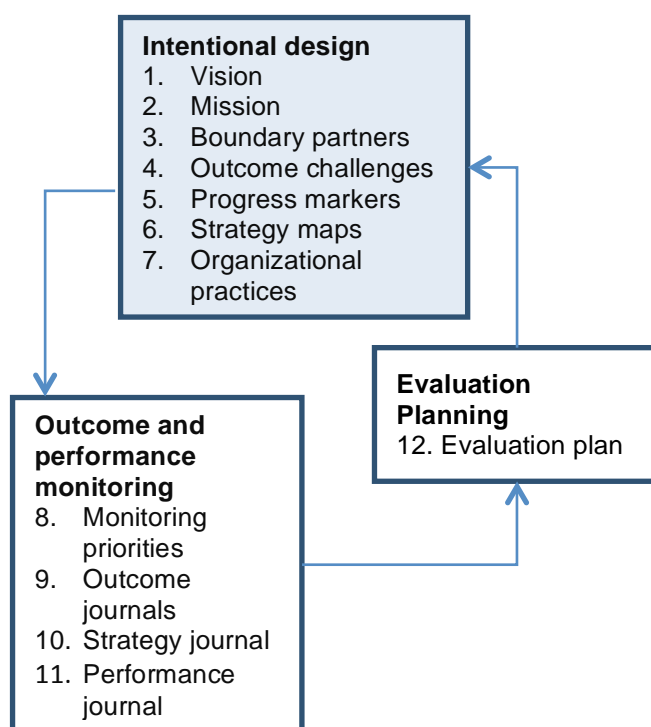 Intentional design
1. Vision
2. Mission
3. Boundary partners
4. Outcome challenges
5. Progress markers
6. Strategy maps
7. Organizational
practices
Evaluation
Planning
12. Evaluation plan
Outcome and
performance
monitoring
8. Monitoring
priorities
9. Outcome
journals
10. Strategy journal
11. Performance
journal